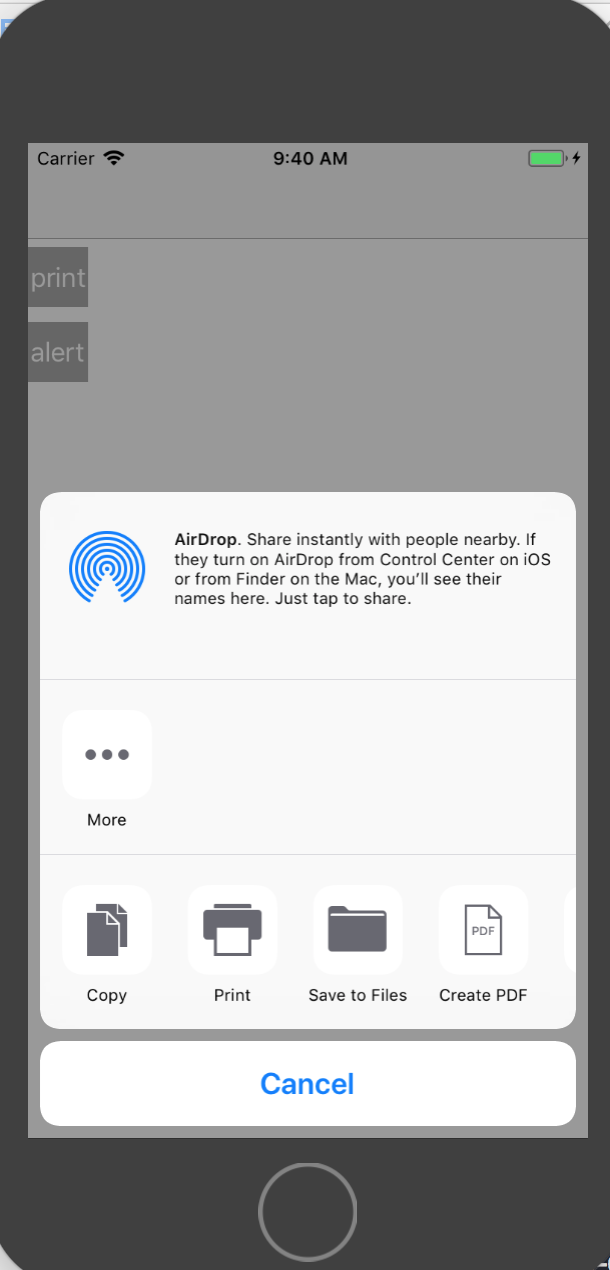 Carrier 9:40 AM
print
alert
AirDrop. Share instantly with people nearby. If
they turn on AirDrop from Control Center on iOS
or from Finder on the Mac, you’ll see their
names here. Just tap to share.
More
PDF
Copy Print Save to Files Create PDF
Cancel